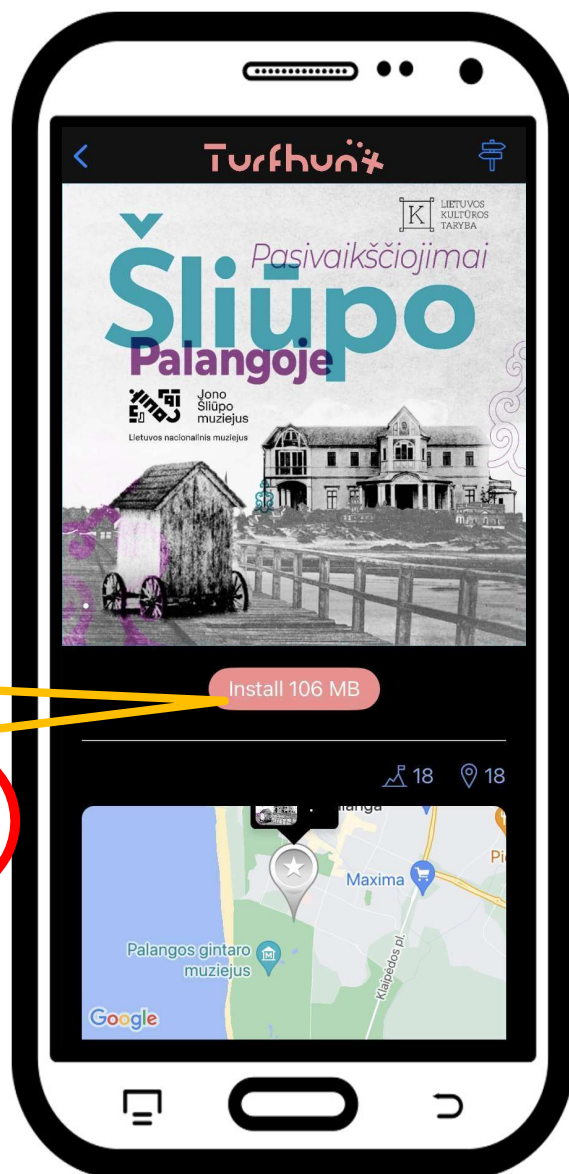 Turfhunt
LIETUVOS
KULTŪROS
TARYBA
K
Pasivaikščiojimai
Šliūpo
Palangoje
Jono
Šliūpo
muziejus
Lietuvos nacionalinis muziejus
Install 106 MB
18 18
Maxima
Palangos gintaro
muziejus
Klaipėdos pl.
Google